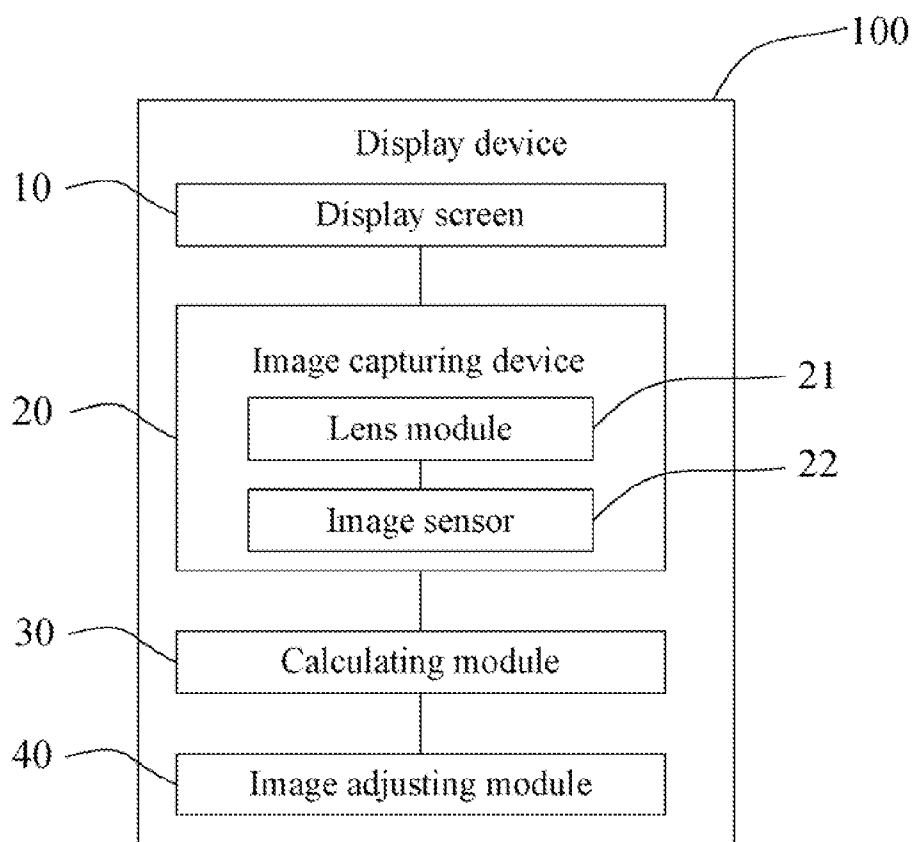 100
Display device
10
Display screen
Image capturing device
20
21
Lens module
22
Image sensor
30
Calculating module
40
Image adjusting module